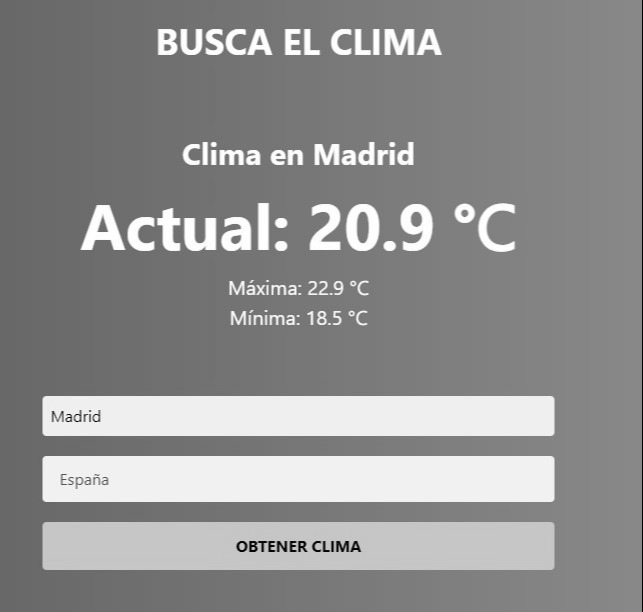 BUSCA EL CLIMA
Clima en Madrid
Actual: 20.9 °C
Máxima: 22.9 °C
Mínima: 18.5 °C
Madrid
España
OBTENER CLIMA